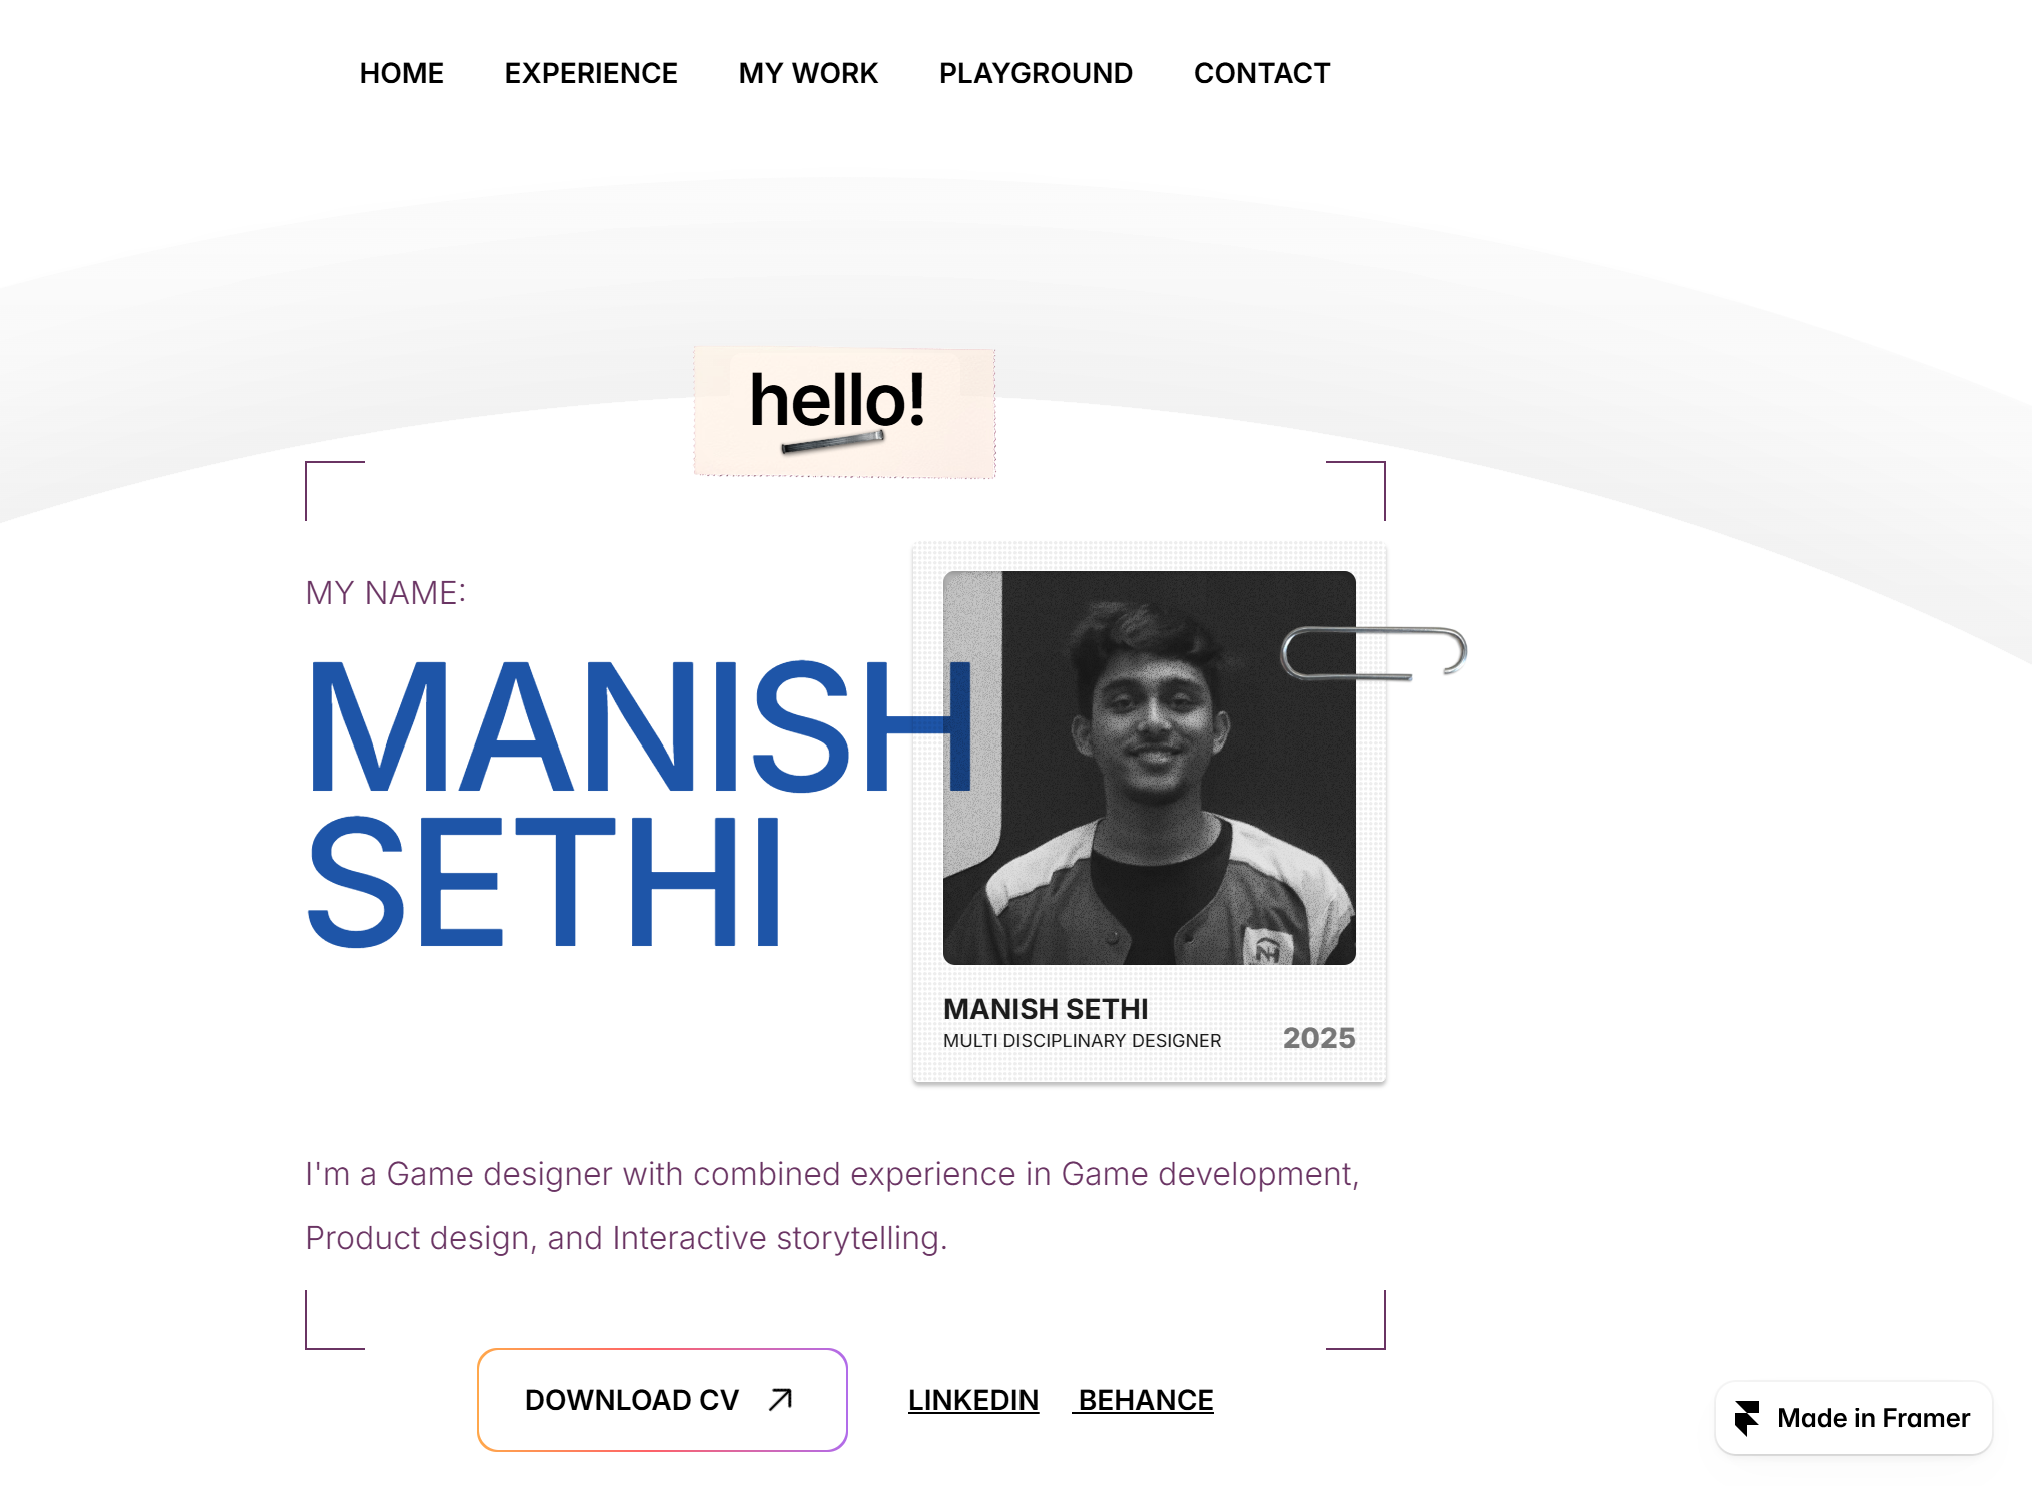 HOME EXPERIENCE MY WORK PLAYGROUND CONTACT
hello!
MY NAME:
MANISH
SETHI
MANISH SETHI
MULTI DISCIPLINARY DESIGNER 2025
I'm a Game designer with combined experience in Game development,
Product design, and Interactive storytelling.
DOWNLOAD CV LINKEDIN BEHANCE
Made in Framer